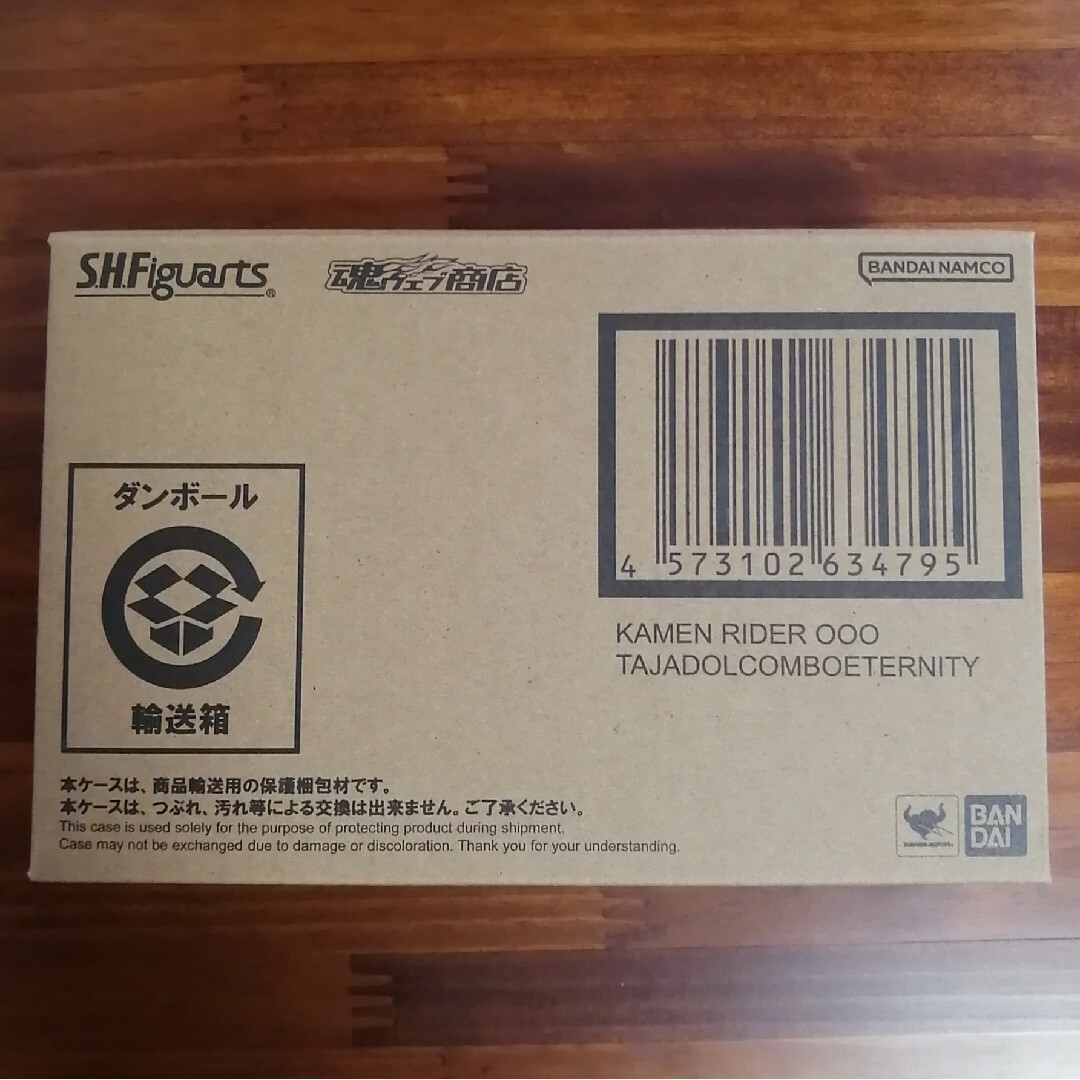 S.H.Figuarts®
魂ウェブ商店
BANDAI NAMCO
4 573102 634795
KAMEN RIDER OOO
TAJADOLCOMBOETERNITY
ダンボール
輸送箱
本ケースは、商品輸送用の保護梱包材です。
本ケースは、つぶれ、汚れ等による交換は出来ません。ご了承ください。
This case is used solely for the purpose of protecting product during shipment.
Case may not be exchanged due to damage or discoloration. Thank you for your understanding.
TAMASHII NATIONS
BAN
DAI